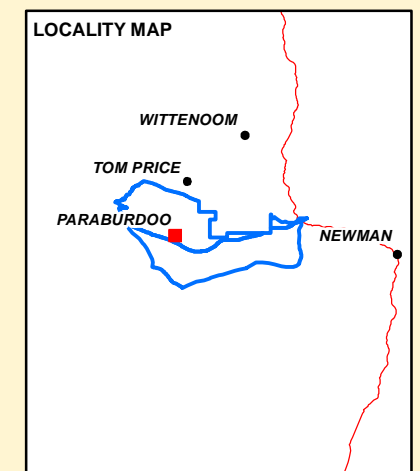 LOCALITY MAP
WITTENOOM
TOM PRICE
PARABURDOO
NEWMAN